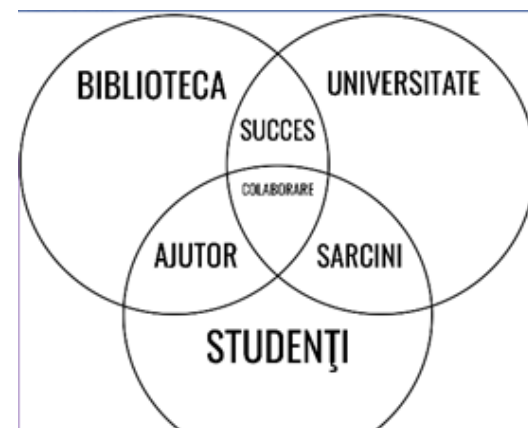 BIBLIOTECA
UNIVERSITATE
SUCCES
COLABORARE
AJUTOR
SARCINI
STUDENŢI